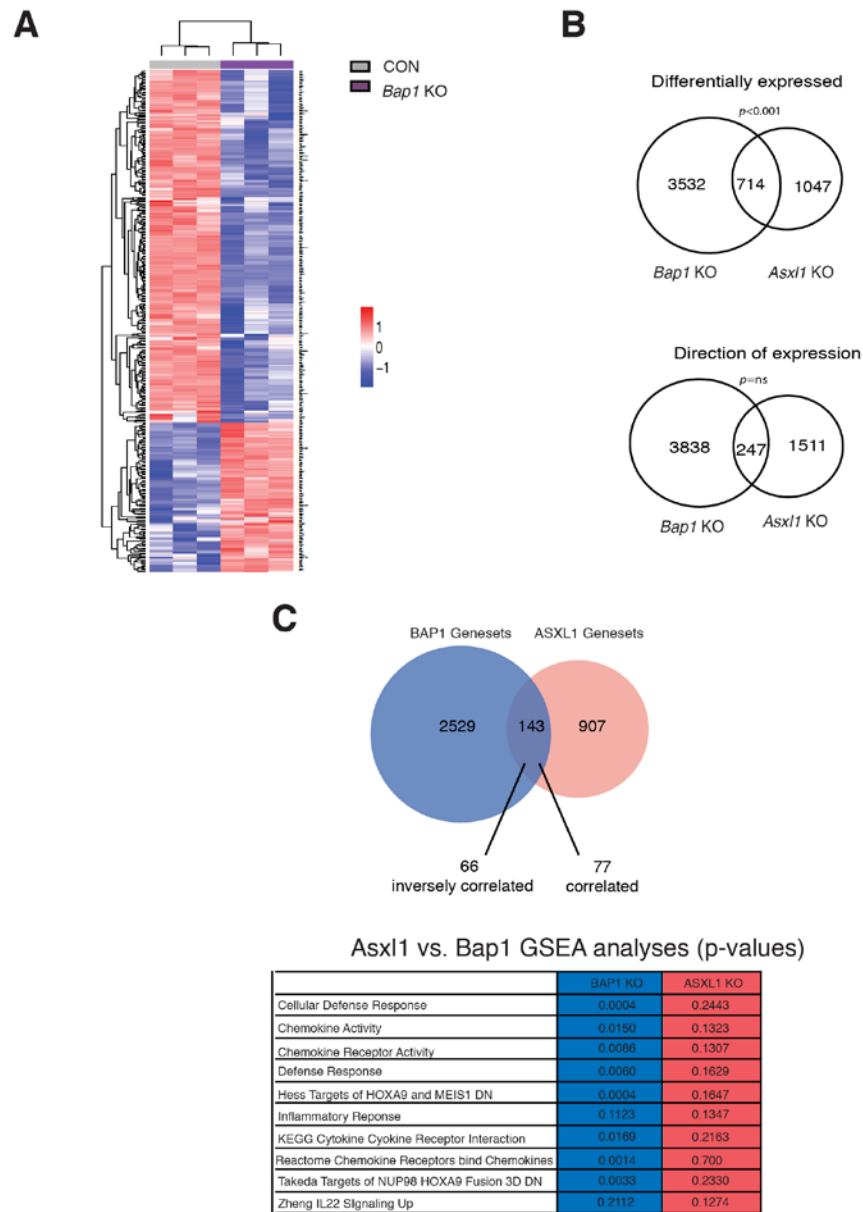 A
CON
Bap1 KO
1
0
−1
B
Differentially expressed
p<0.001
3532
714
1047
Bap1 KO
Asxl1 KO
Direction of expression
p=ns
3838
247
1511
Bap1 KO
Asxl1 KO
C
BAP1 Genesets
ASXL1 Genesets
2529
143
907
66
inversely correlated
77
correlated
Asxl1 vs. Bap1 GSEA analyses (p-values)
BAP1 KO ASXL1 KO
Cellular Defense Response 0.0004 0.2443
Chemokine Activity 0.0150 0.1323
Chemokine Receptor Activity 0.0086 0.1307
Defense Response 0.0060 0.1629
Hess Targets of HOXA9 and MEIS1 DN 0.0004 0.1647
Inflammatory Reponse 0.1123 0.1347
KEGG Cytokine Cyokine Receptor Interaction 0.0169 0.2163
Reactome Chemokine Receptors bind Chemokines 0.0014 0.700
Takeda Targets of NUP98 HOXA9 Fusion 3D DN 0.0033 0.2330
Zheng IL22 SIgnaling Up 0.2112 0.1274